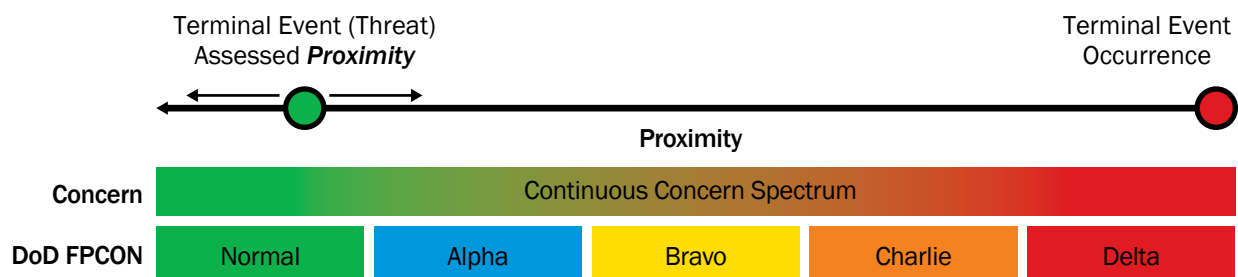 Terminal Event (Threat)
Assessed Proximity
Terminal Event
Occurrence
Proximity
Concern
Continuous Concern Spectrum
DoD FPCON
Normal
Alpha
Bravo
Charlie
Delta